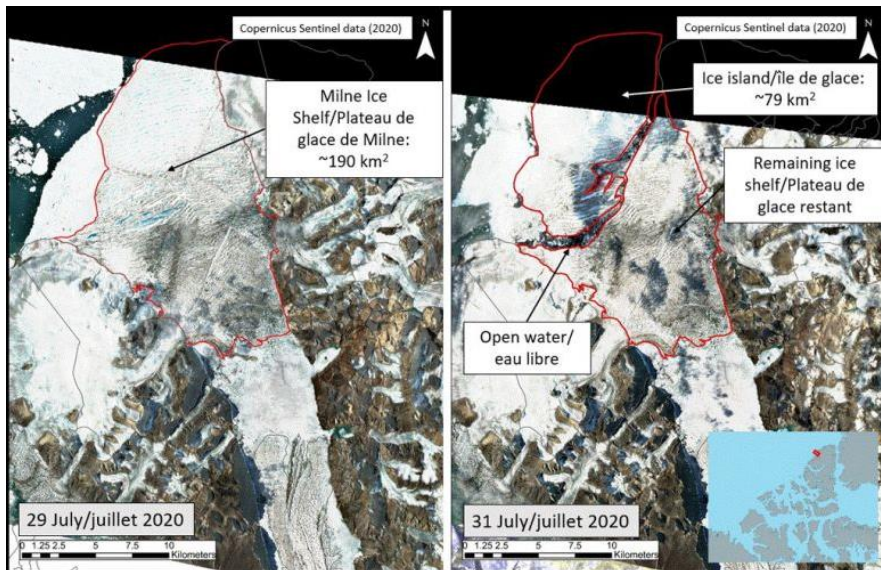 Copernicus Sentinel data (2020)
N
Milne Ice
Shelf/Plateau de
glace de Milne:
~190 km²
29 July/juillet 2020
0 1.25 2.5 5 7.5 10
Kilometers
Copernicus Sentinel data (2020)
N
Ice island/île de glace:
~79 km²
Remaining ice
shelf/Plateau de
glace restant
Open water/
eau libre
31 July/juillet 2020
0 1.25 2.5 5 7.5 10
Kilometers